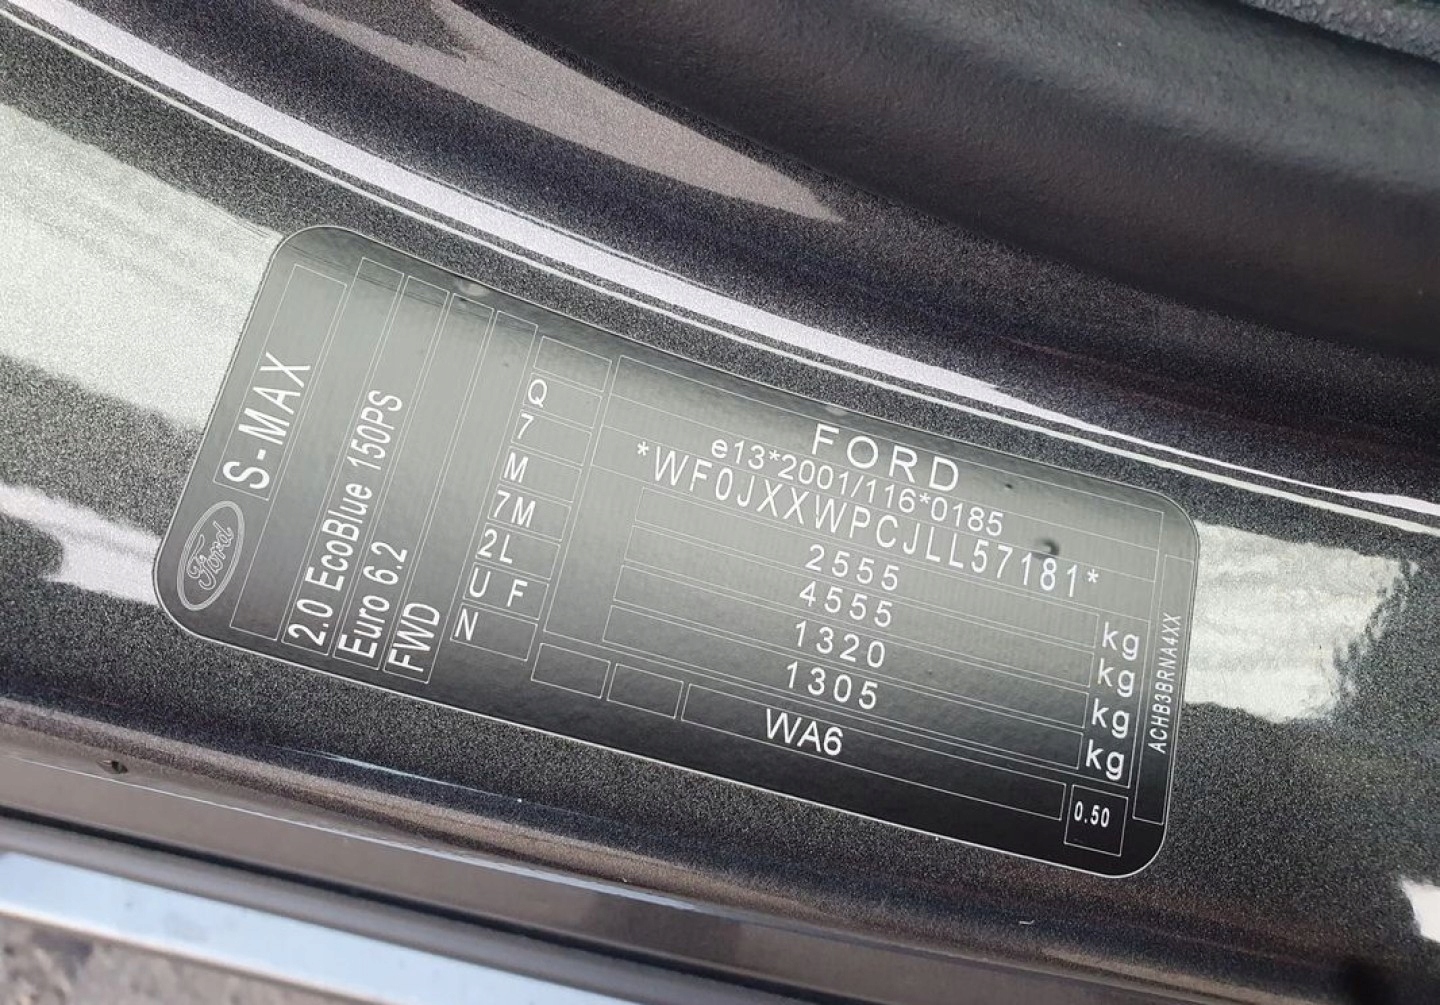 Ford
S-MAX
2.0 EcoBlue 150PS
Euro 6.2
FWD
Q
7
M
7M
2L
U F
N
FORD
e13*2001/116*0185
*WF0JXXWPCJLL57181*
2555 kg
4555 kg
1320 kg
1305 kg
WA6
0.50
ACHB3BRNA4XX